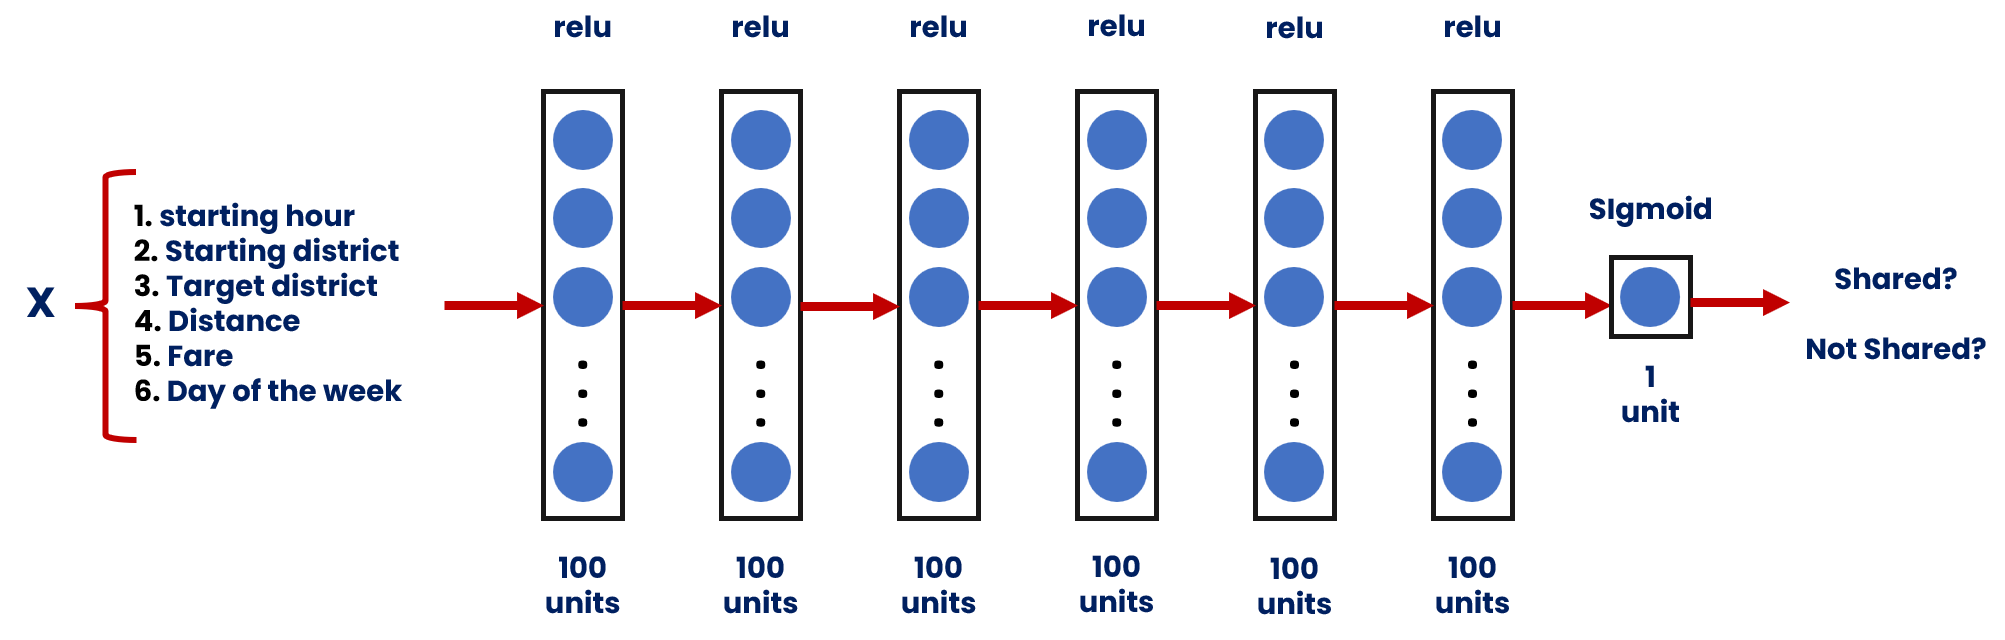 relu relu relu relu relu relu
X
1. starting hour
2. Starting district
3. Target district
4. Distance
5. Fare
6. Day of the week
SIgmoid
1
unit
Shared?
Not Shared?
100 100 100 100 100 100
units units units units units units